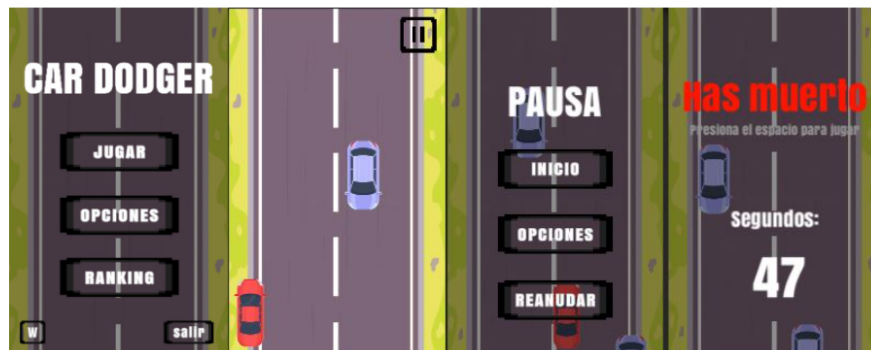 CAR DODGER
JUGAR
OPCIONES
RANKING
W
salir
PAUSA
INICIO
OPCIONES
REANUDAR
Has muerto
Presiona el espacio para jugar
Segundos:
47